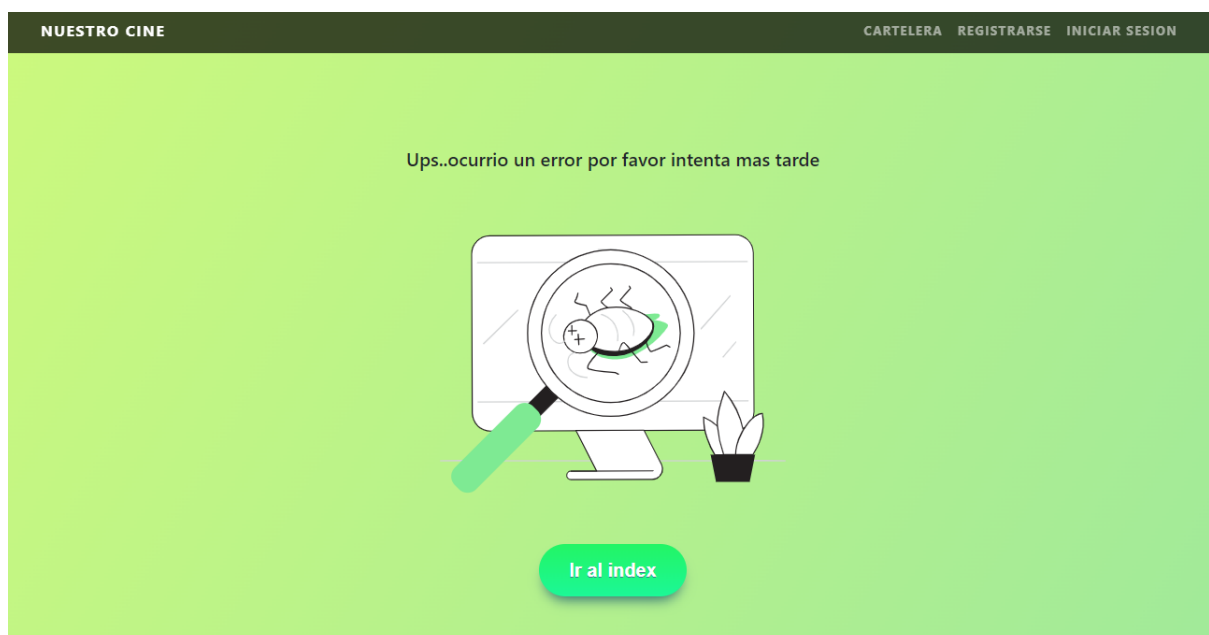 NUESTRO CINE
CARTELERA REGISTRARSE INICIAR SESION
Ups..ocurrio un error por favor intenta mas tarde
Ir al index